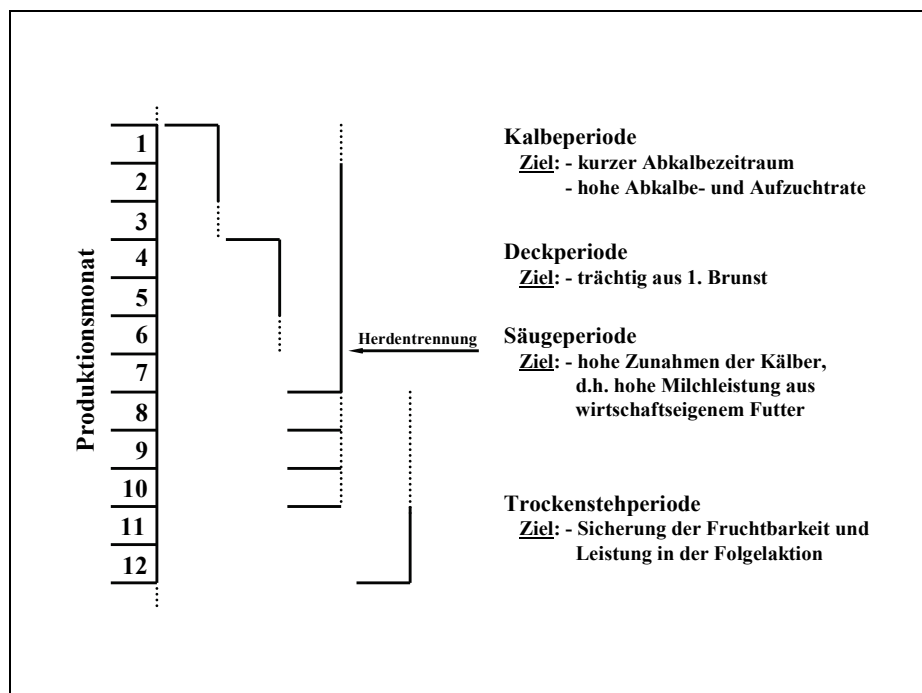 Produktionsmonat
1
2
3
4
5
6
7
8
9
10
11
12
Herdentrennung
Kalbeperiode
Ziel: - kurzer Abkalbezeitraum
- hohe Abkalbe- und Aufzuchtrate
Deckperiode
Ziel: - trächtig aus 1. Brunst
Säugeperiode
Ziel: - hohe Zunahmen der Kälber,
d.h. hohe Milchleistung aus
wirtschaftseigenem Futter
Trockenstehperiode
Ziel: - Sicherung der Fruchtbarkeit und
Leistung in der Folgelaktion